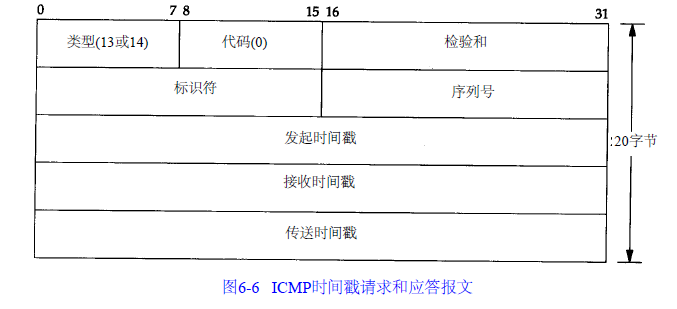 0 7 8 15 16 31
类型(13或14) 代码(0) 检验和
标识符 序列号
发起时间戳
20字节
接收时间戳
传送时间戳
图6-6 ICMP时间戳请求和应答报文